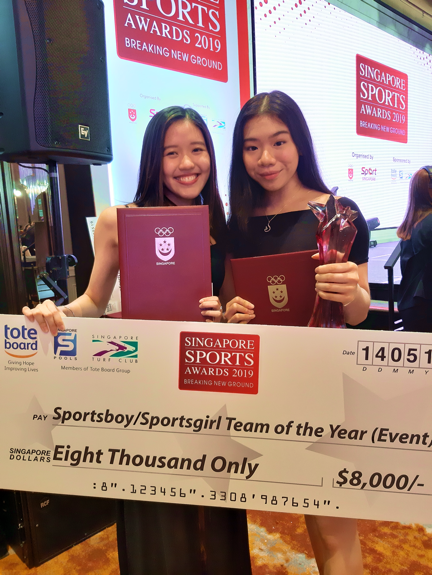 SINGAPORE
SPORTS
AWARDS 2019
BREAKING NEW GROUND
SINGAPORE
SPORTS
AWARDS 2019
BREAKING NEW GROUND
Organised by
Sport
EV
SINGAPORE
tote
board
Giving Hope
Improving Lives
SINGAPORE
POOLS
SINGAPORE
TURF CLUB
Members of Tote Board Group
SINGAPORE
SPORTS
AWARDS 2019
BREAKING NEW GROUND
Date 14051
D D M M Y
PAY Sportsboy/Sportsgirl Team of the Year (Event)
SINGAPORE
DOLLARS Eight Thousand Only $8,000/-
:8".123456".3308'987654".